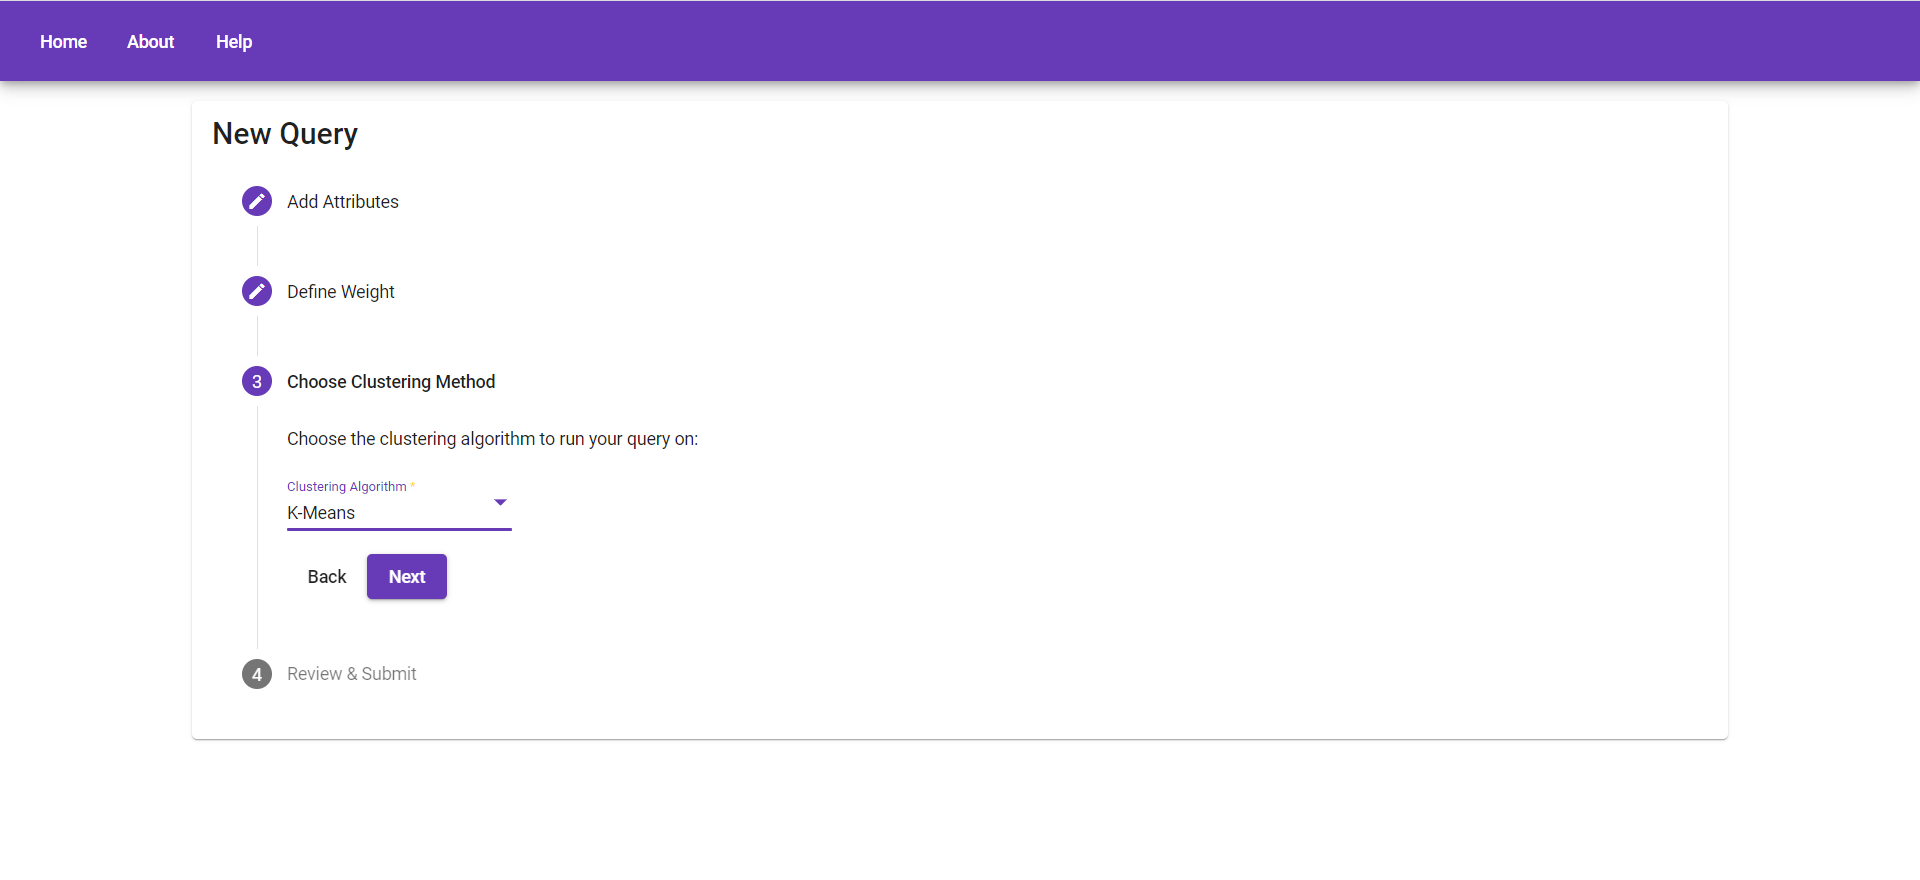 Home About Help
New Query
Add Attributes
Define Weight
3 Choose Clustering Method
Choose the clustering algorithm to run your query on:
Clustering Algorithm *
K-Means
Back Next
4 Review & Submit